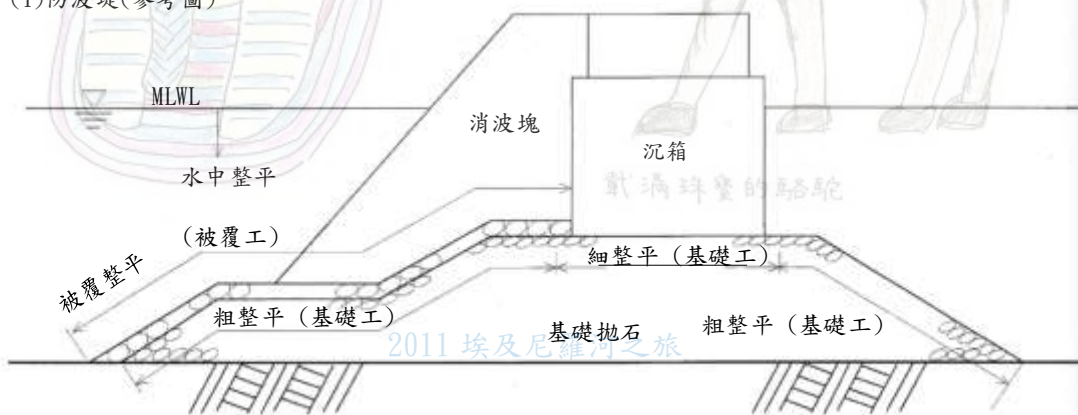 (1)防波堤(參考圖)
MLWL
消波塊
沉箱
水中整平
載滿珠寶的駱駝
(被覆工)
細整平(基礎工)
被覆整平
粗整平(基礎工)
基礎拋石
粗整平(基礎工)
2011 埃及尼羅河之旅